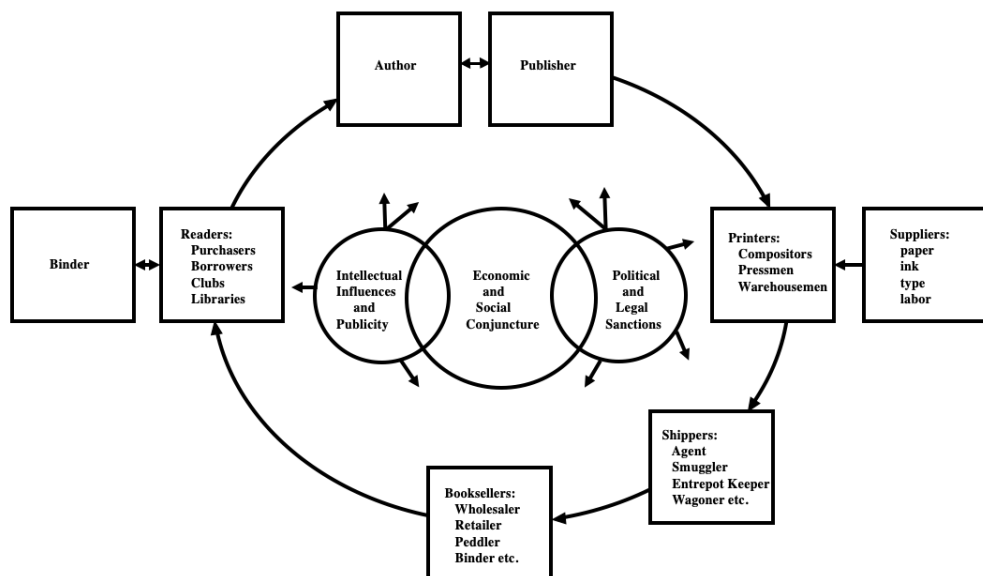 Author
Publisher
Binder
Readers:
Purchasers
Borrowers
Clubs
Libraries
Intellectual
Influences
and
Publicity
Economic
and
Social
Conjuncture
Political
and
Legal
Sanctions
Printers:
Compositors
Pressmen
Warehousemen
Suppliers:
paper
ink
type
labor
Shippers:
Agent
Smuggler
Entrepot Keeper
Wagoner etc.
Booksellers:
Wholesaler
Retailer
Peddler
Binder etc.